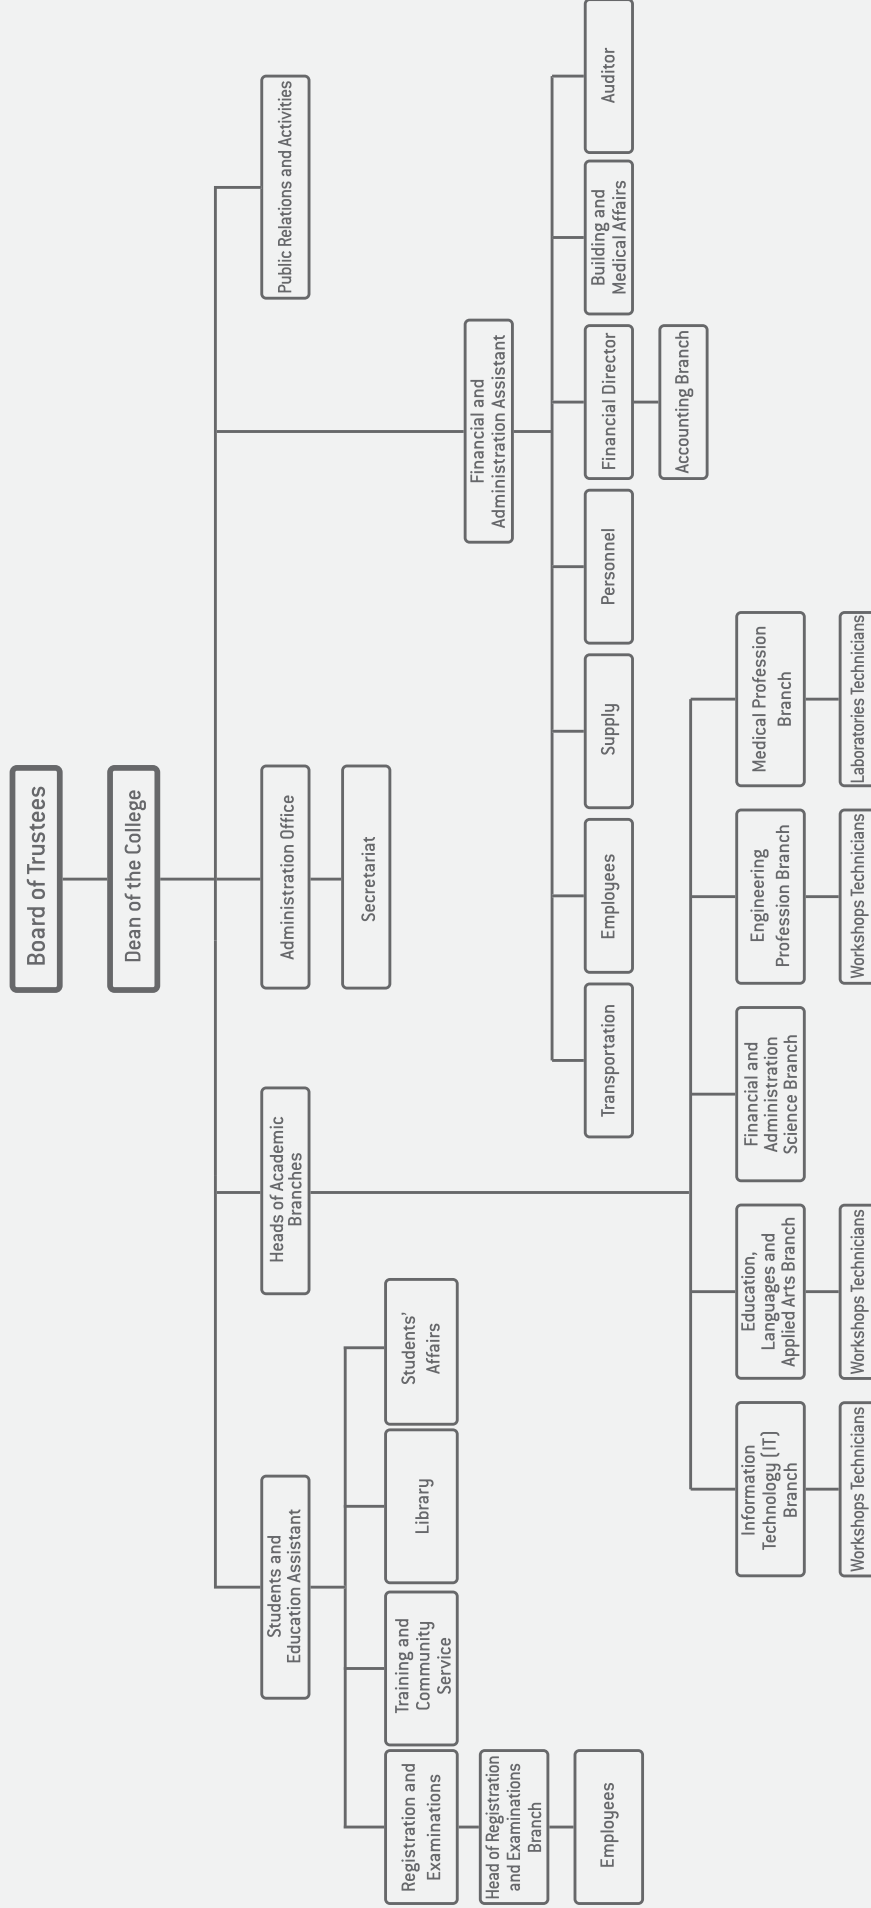 Board of Trustees
Dean of the College
Students and
Education Assistant
Heads of Academic
Branches
Administration Office
Public Relations and Activities
Secretariat
Registration and
Examinations
Training and
Community
Service
Library
Students’
Affairs
Financial and
Administration Assistant
Head of Registration
and Examinations
Branch
Employees
Transportation
Employees
Supply
Personnel
Financial Director
Building and
Medical Affairs
Auditor
Accounting Branch
Information
Technology (IT)
Branch
Education,
Languages and
Applied Arts Branch
Financial and
Administration
Science Branch
Engineering
Profession Branch
Medical Profession
Branch
Workshops Technicians
Workshops Technicians
Workshops Technicians
Laboratories Technicians